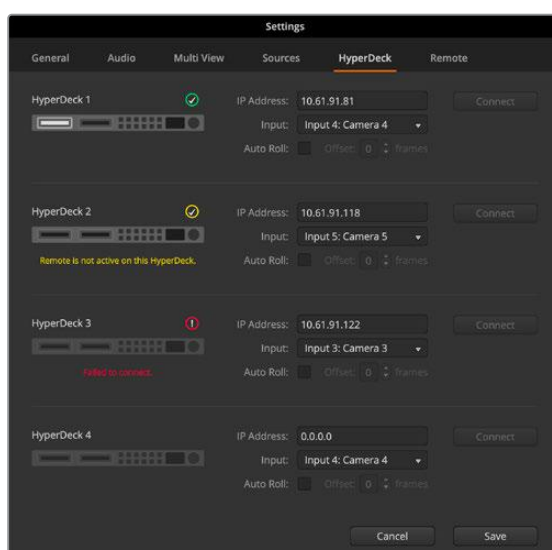 Settings
General Audio Multi View Sources HyperDeck Remote
HyperDeck 1 IP Address: 10.61.91.81 Connect
Input: Input 4: Camera 4
Auto Roll: Offset: 0 frames
HyperDeck 2 IP Address: 10.61.91.118 Connect
Input: Input 5: Camera 5
Remote is not active on this HyperDeck. Auto Roll: Offset: 0 frames
HyperDeck 3 IP Address: 10.61.91.122 Connect
Input: Input 3: Camera 3
Failed to connect. Auto Roll: Offset: 0 frames
HyperDeck 4 IP Address: 0.0.0.0 Connect
Input: Input 4: Camera 4
Auto Roll: Offset: 0 frames
Cancel Save